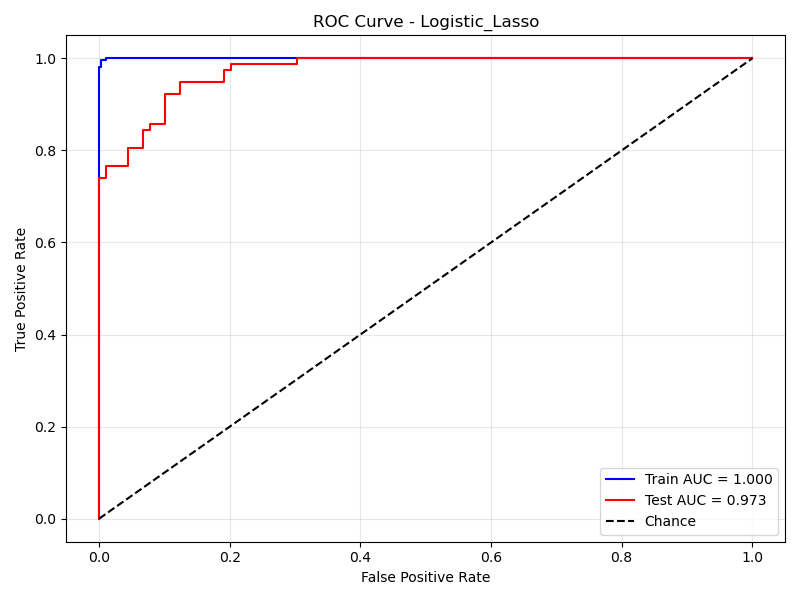 ROC Curve - Logistic_Lasso
True Positive Rate
1.0
0.8
0.6
0.4
0.2
0.0
0.0 0.2 0.4 0.6 0.8 1.0
False Positive Rate
Train AUC = 1.000
Test AUC = 0.973
Chance